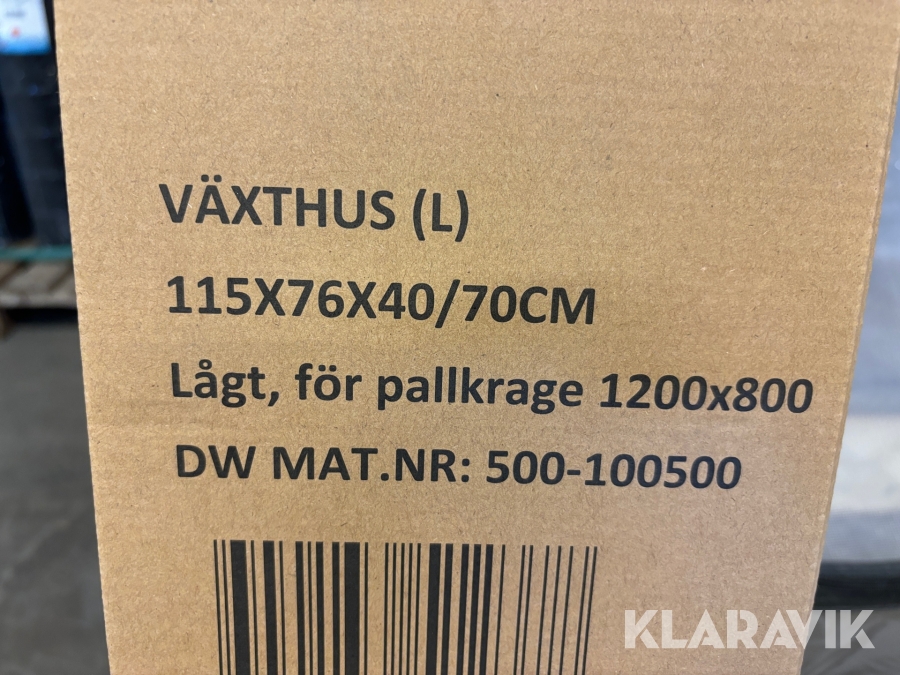 VÄXTHUS (L)
115X76X40/70CM
Lågt, för pallkrage 1200x800
DW MAT.NR: 500-100500
KLARAVIK